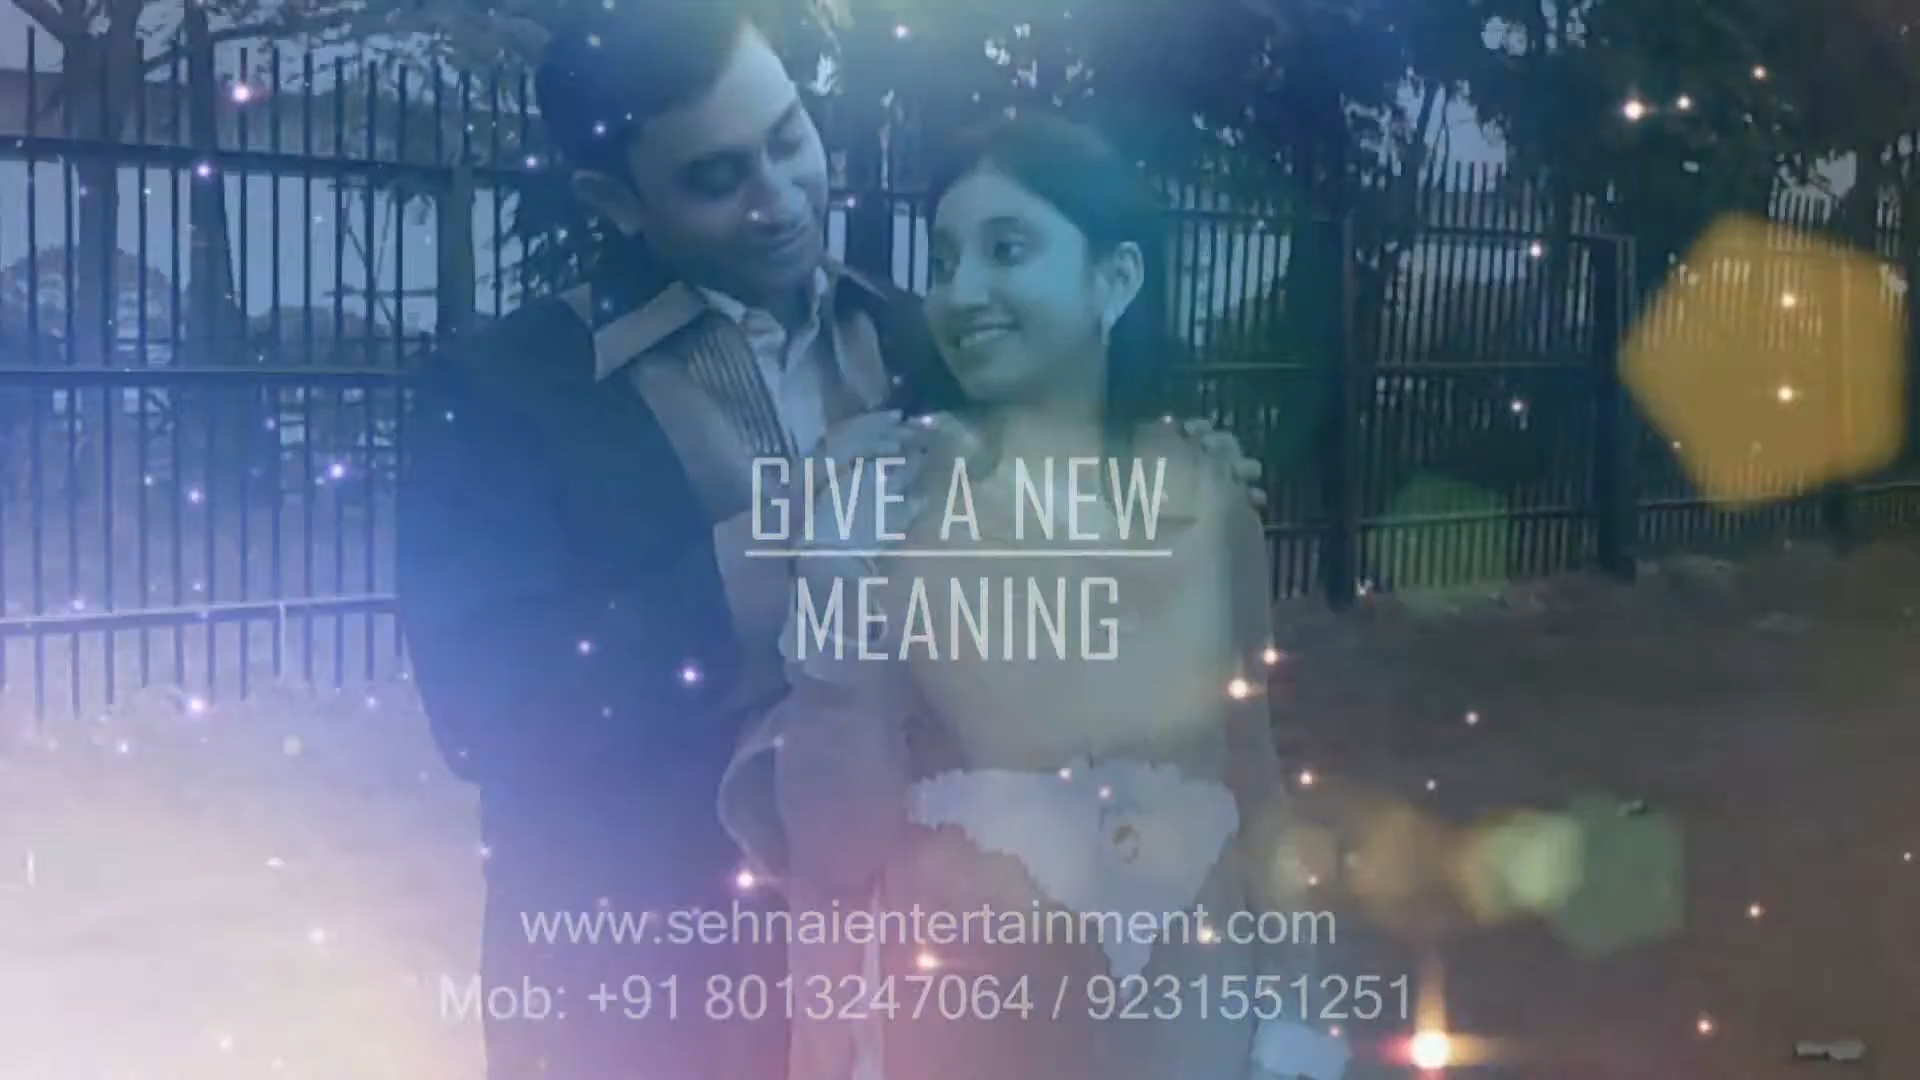 GIVE A NEW
MEANING
www.sehnaientertainment.com
Mob: +91 8013247064 / 9231551251